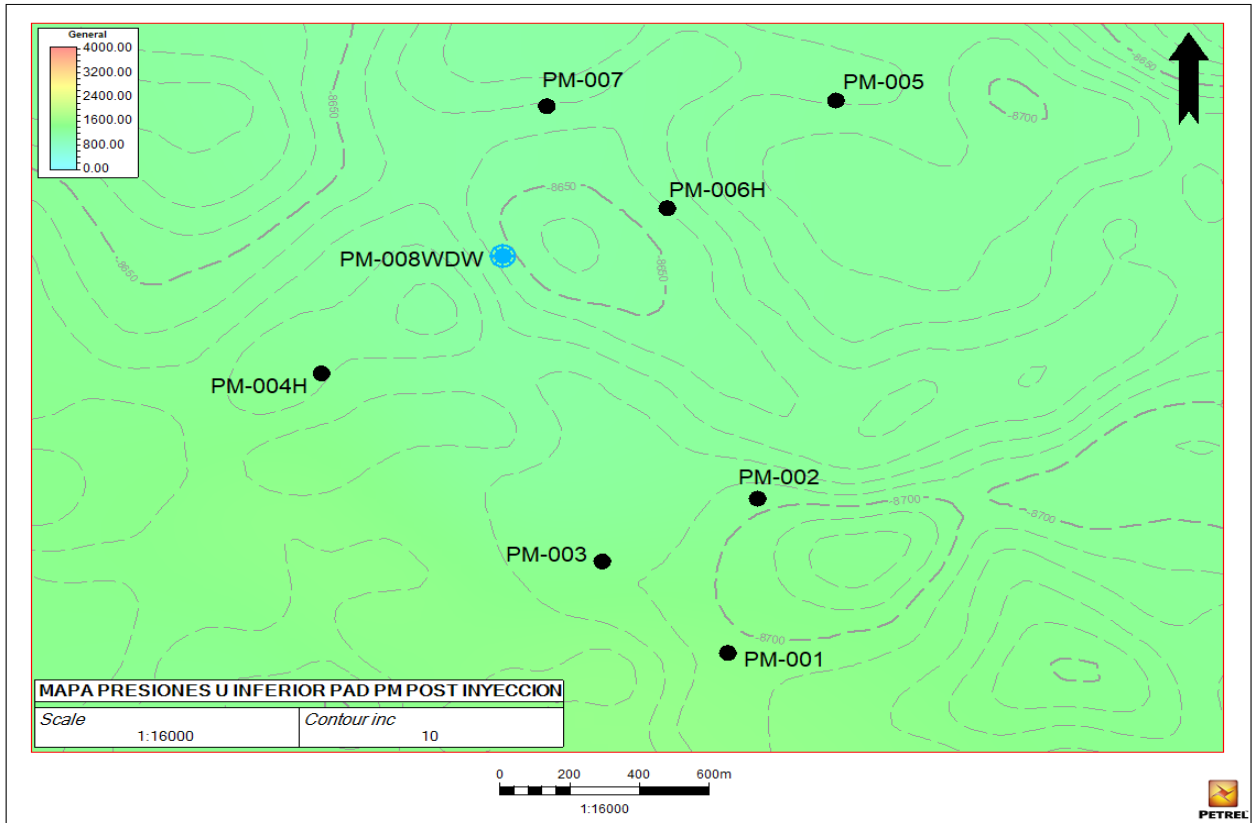 General
4000.00
3200.00
2400.00
1600.00
800.00
0.00
-8650
-8650
PM-007
PM-005
-8700
-8650
PM-006H
PM-008WDW
-8650
-8650
PM-004H
PM-002
-8700
-8700
PM-003
-8700
PM-001
MAPA PRESIONES U INFERIOR PAD PM POST INYECCION
Scale
1:16000
Contour inc
10
0 200 400 600m
1:16000
PETREL